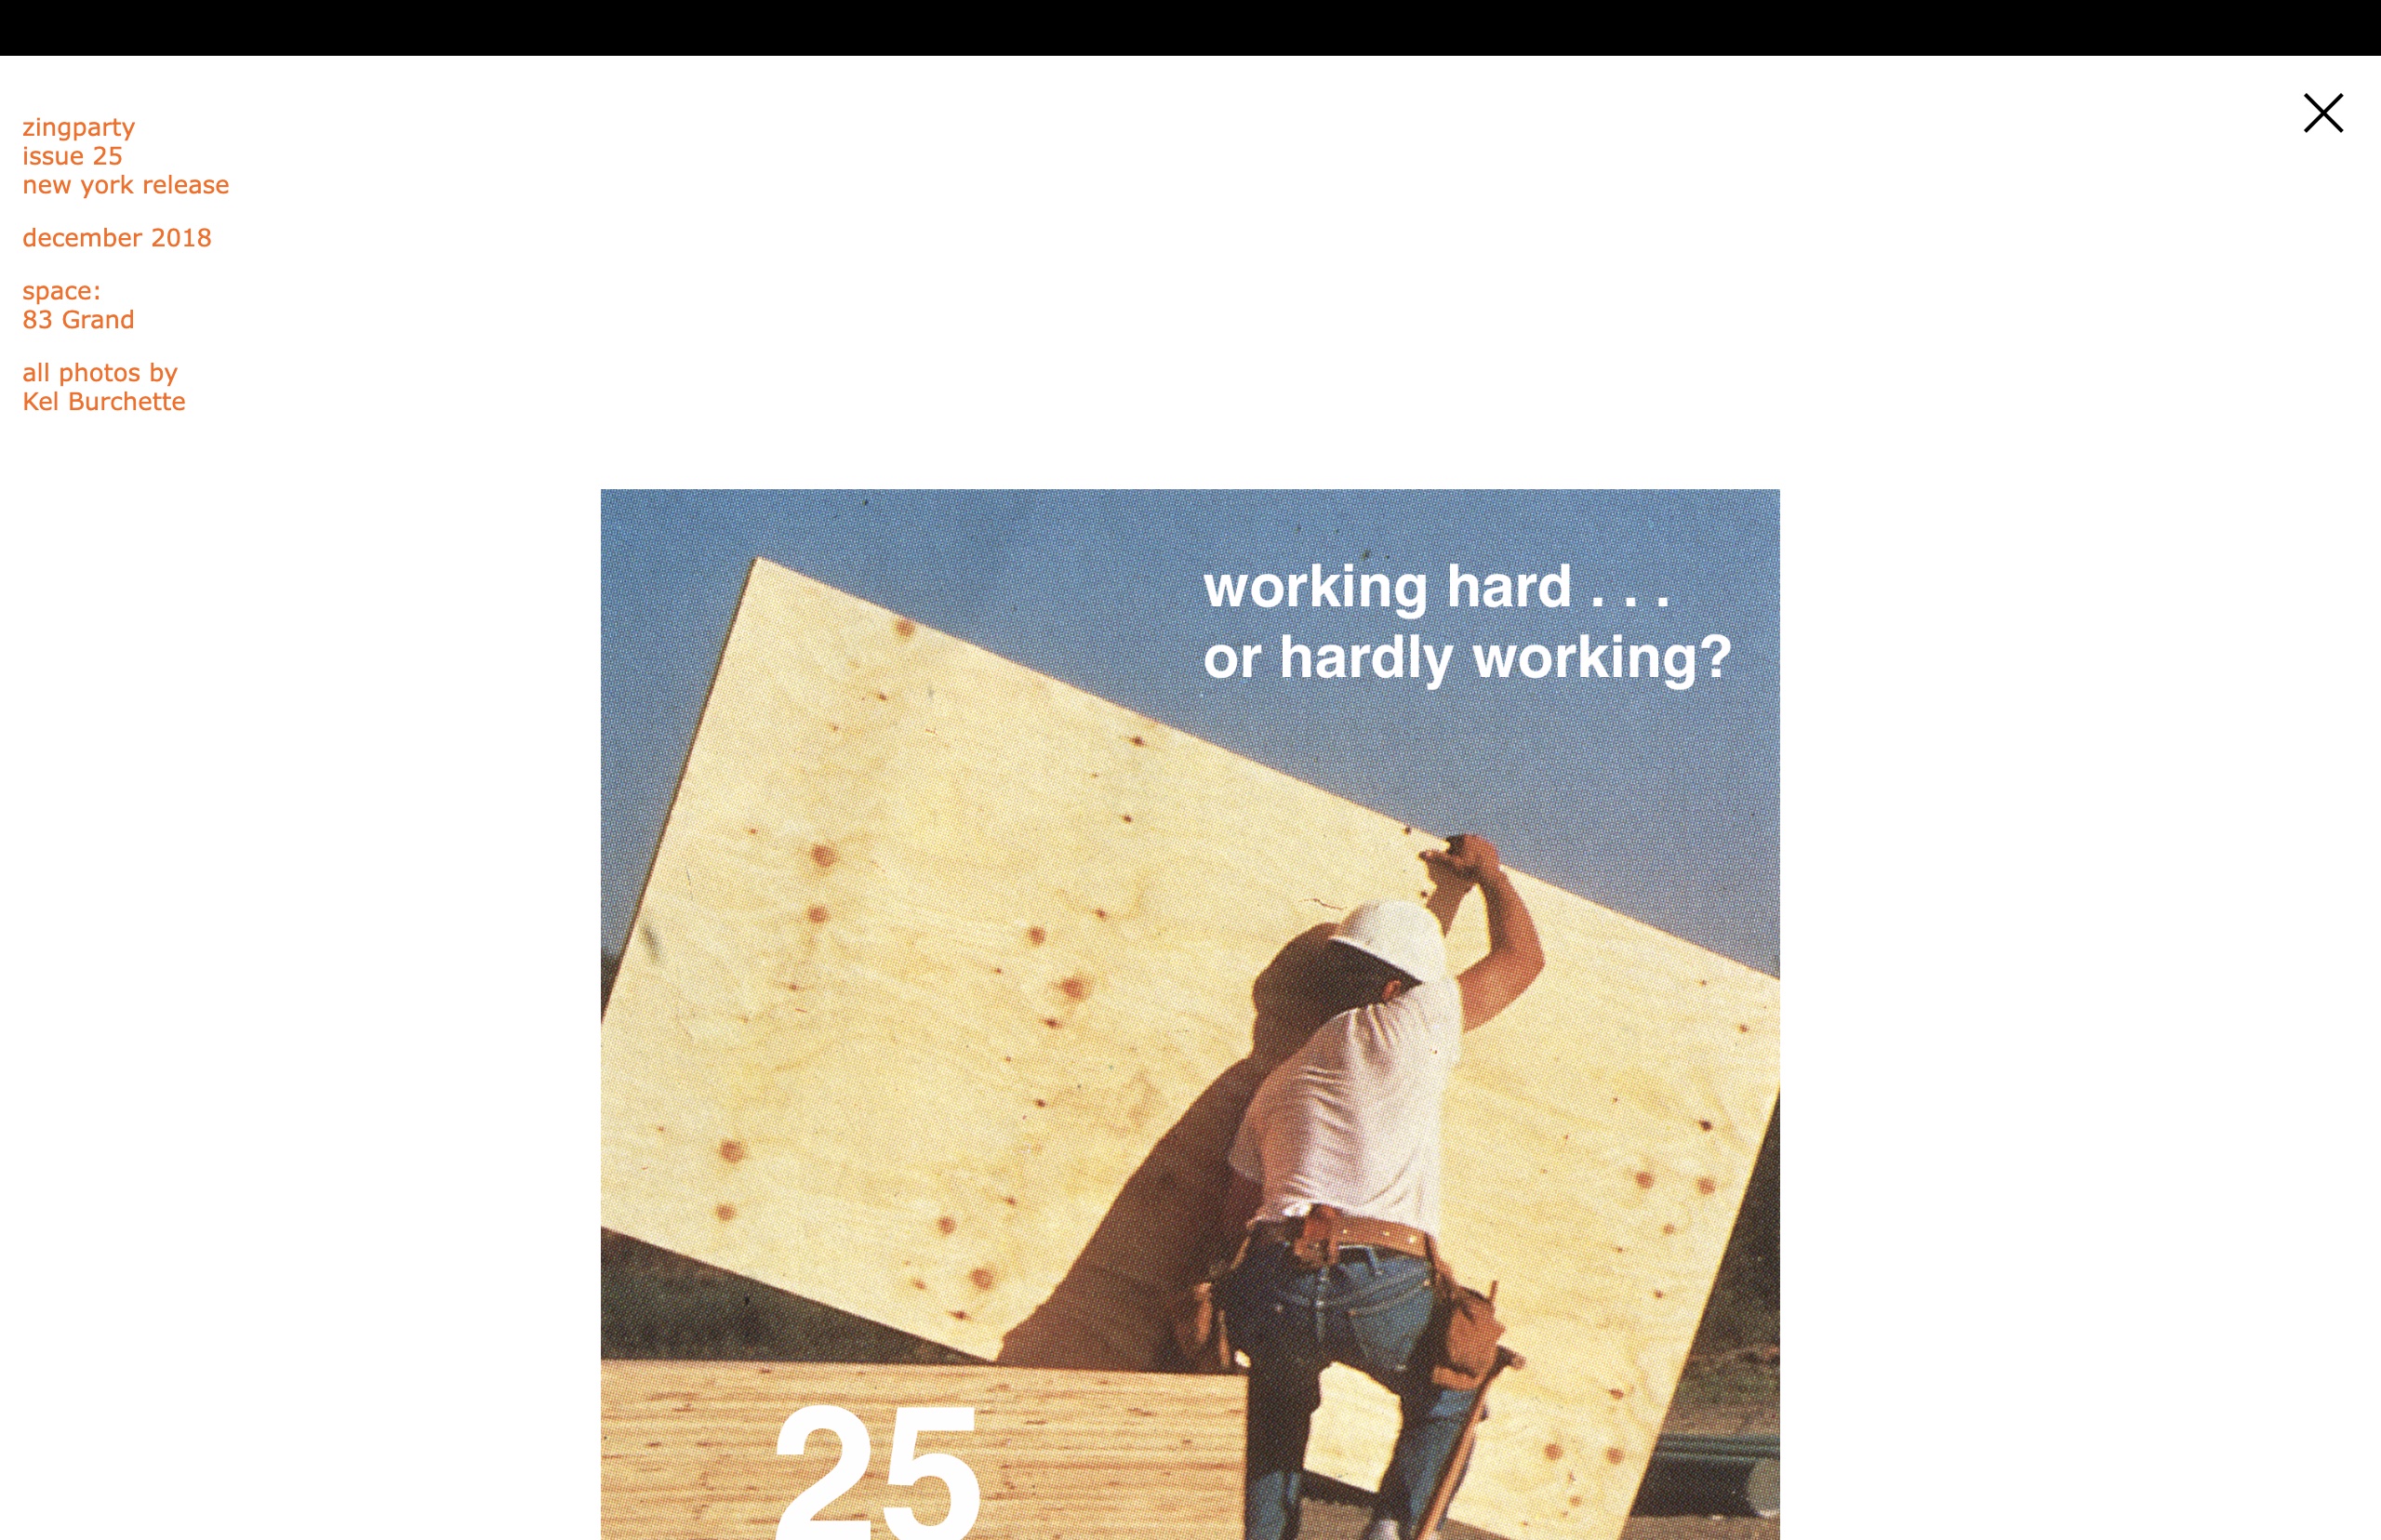 zingparty
issue 25
new york release
december 2018
space:
83 Grand
all photos by
Kel Burchette
working hard . . .
or hardly working?
25